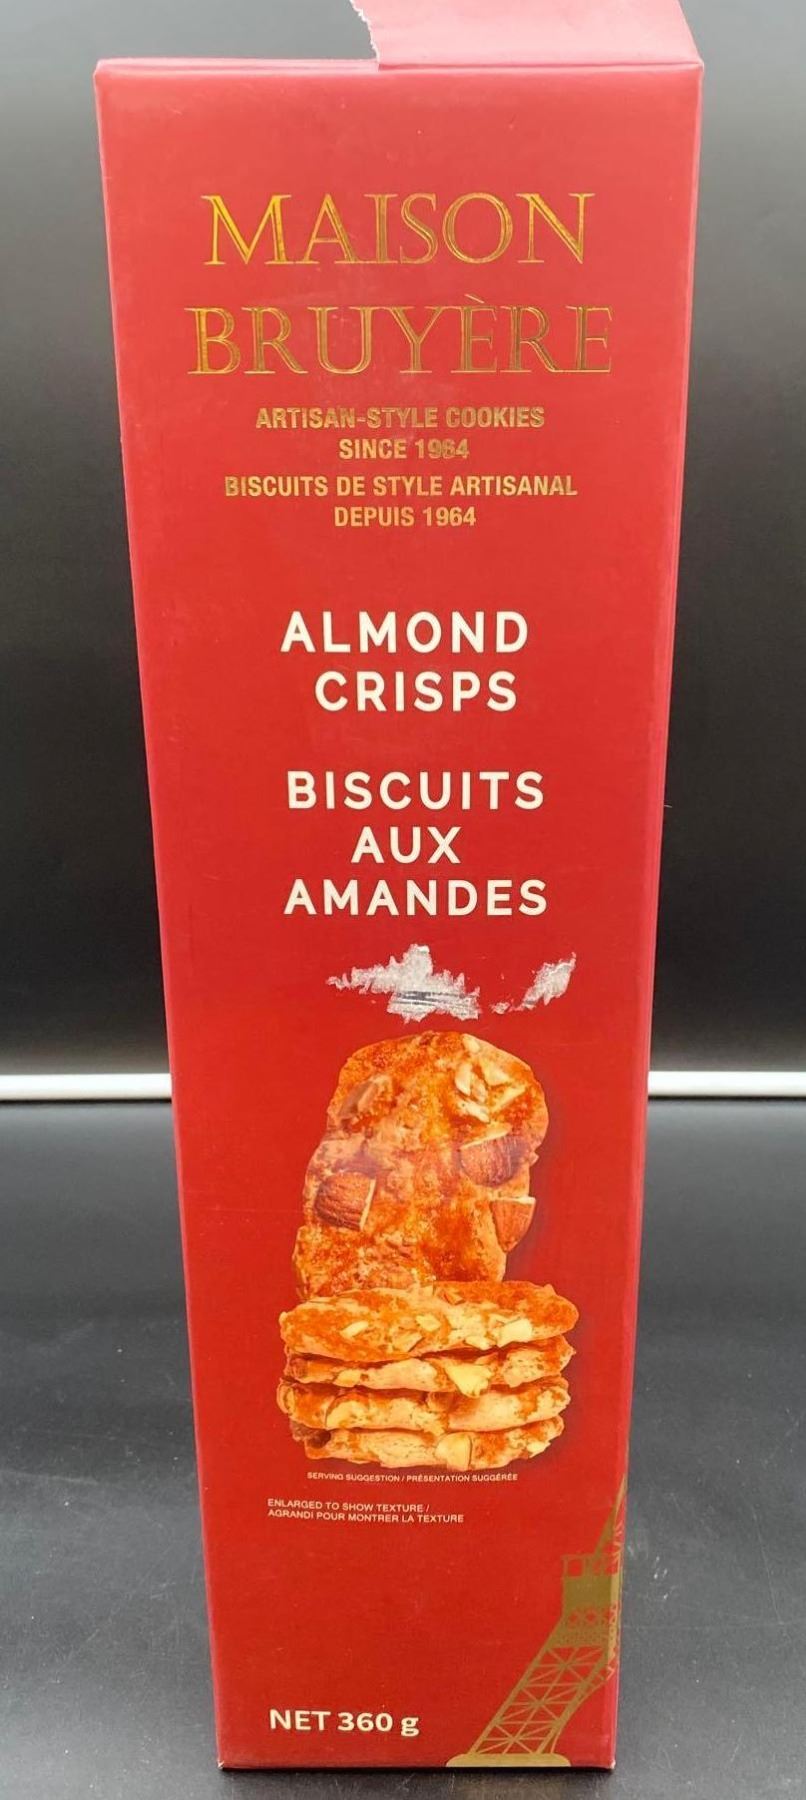 MAISON
BRUYÈRE
ARTISAN-STYLE COOKIES
SINCE 1964
BISCUITS DE STYLE ARTISANAL
DEPUIS 1964
ALMOND
CRISPS
BISCUITS
AUX
AMANDES
SERVING SUGGESTION / PRÉSENTATION SUGGÉRÉE
ENLARGED TO SHOW TEXTURE /
AGRANDI POUR MONTRER LA TEXTURE
NET 360 g